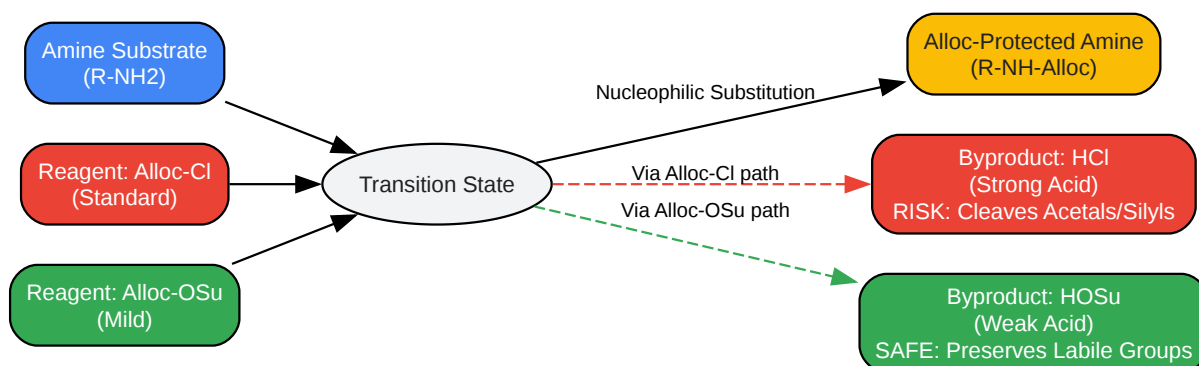 Amine Substrate
(R-NH2)
Reagent: Alloc-Cl
(Standard)
Reagent: Alloc-OSu
(Mild)
Transition State
Nucleophilic Substitution
Via Alloc-Cl path
Via Alloc-OSu path
Alloc-Protected Amine
(R-NH-Alloc)
Byproduct: HCl
(Strong Acid)
RISK: Cleaves Acetals/Silyls
Byproduct: HOSu
(Weak Acid)
SAFE: Preserves Labile Groups